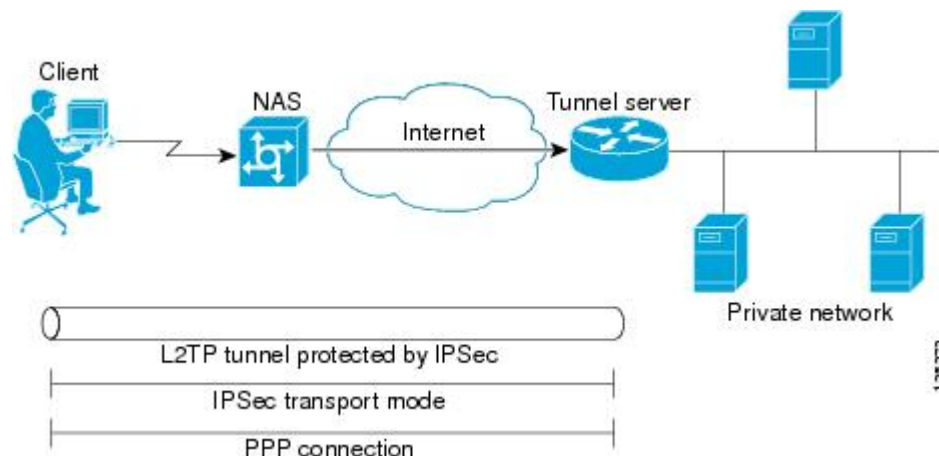 Client
NAS
Internet
Tunnel server
Private network
L2TP tunnel protected by IPSec
IPSec transport mode
PPP connection